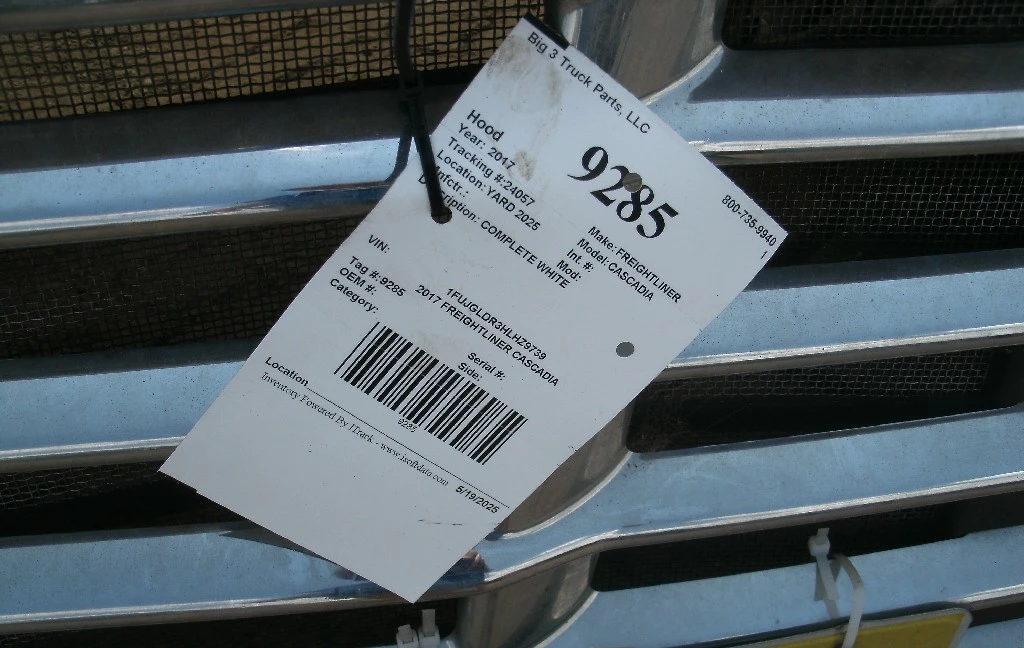 Big 3 Truck Parts, LLC
800-735-9940
1
9285
Hood
Year: 2017
Tracking #:24057
Location: YARD 2025
Mnfctr.:
Description: COMPLETE WHITE
Make: FREIGHTLINER
Model: CASCADIA
Int. #:
Mod:
VIN: 1FUJGLDR3HLHZ9739
2017 FREIGHTLINER CASCADIA
Tag #:9285
OEM #:
Category:
Serial #:
Side:
9285
Location
Inventory Powered By ITrack - www.isoftdata.com 5/19/2025